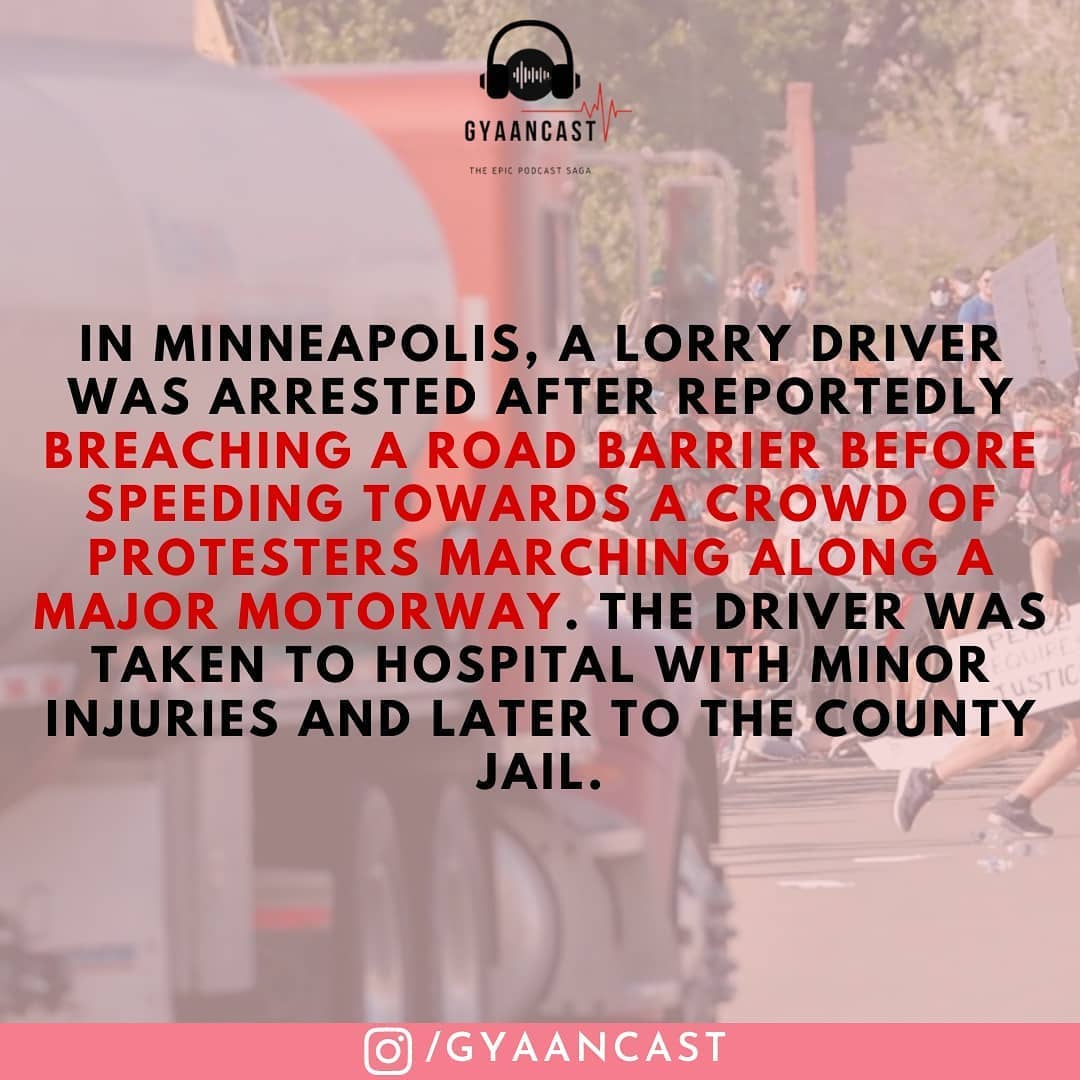 GYAANCAST
THE EPIC PODCAST SAGA
IN MINNEAPOLIS, A LORRY DRIVER
WAS ARRESTED AFTER REPORTEDLY
BREACHING A ROAD BARRIER BEFORE
SPEEDING TOWARDS A CROWD OF
PROTESTERS MARCHING ALONG A
MAJOR MOTORWAY. THE DRIVER WAS
TAKEN TO HOSPITAL WITH MINOR
INJURIES AND LATER TO THE COUNTY
JAIL.
/GYAANCAST